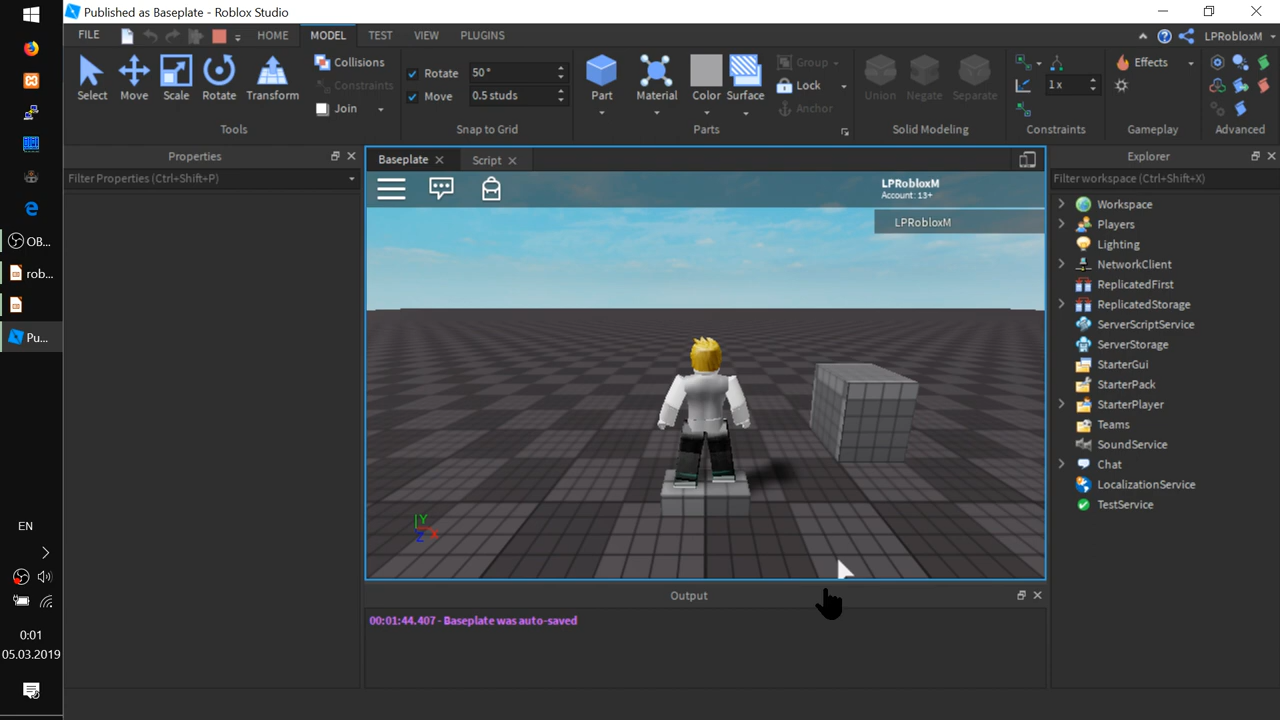 Published as Baseplate - Roblox Studio
FILE
HOME
MODEL
TEST
VIEW
PLUGINS
LPRobloxM
Select
Move
Scale
Rotate
Transform
Tools
Collisions
Constraints
Join
Rotate
50°
Move
0.5 studs
Snap to Grid
Part
Material
Color
Surface
Group
Lock
Anchor
Parts
Union
Negate
Separate
Solid Modeling
1 x
Constraints
Effects
Gameplay
Advanced
Properties
Filter Properties (Ctrl+Shift+P)
Baseplate
Script
LPRobloxM
Account: 13+
LPRobloxM
Y
Z
X
Output
00:01:44.407 - Baseplate was auto-saved
Explorer
Filter workspace (Ctrl+Shift+X)
Workspace
Players
Lighting
NetworkClient
ReplicatedFirst
ReplicatedStorage
ServerScriptService
ServerStorage
StarterGui
StarterPack
StarterPlayer
Teams
SoundService
Chat
LocalizationService
TestService
OB...
rob...
Pu...
EN
0:01
05.03.2019